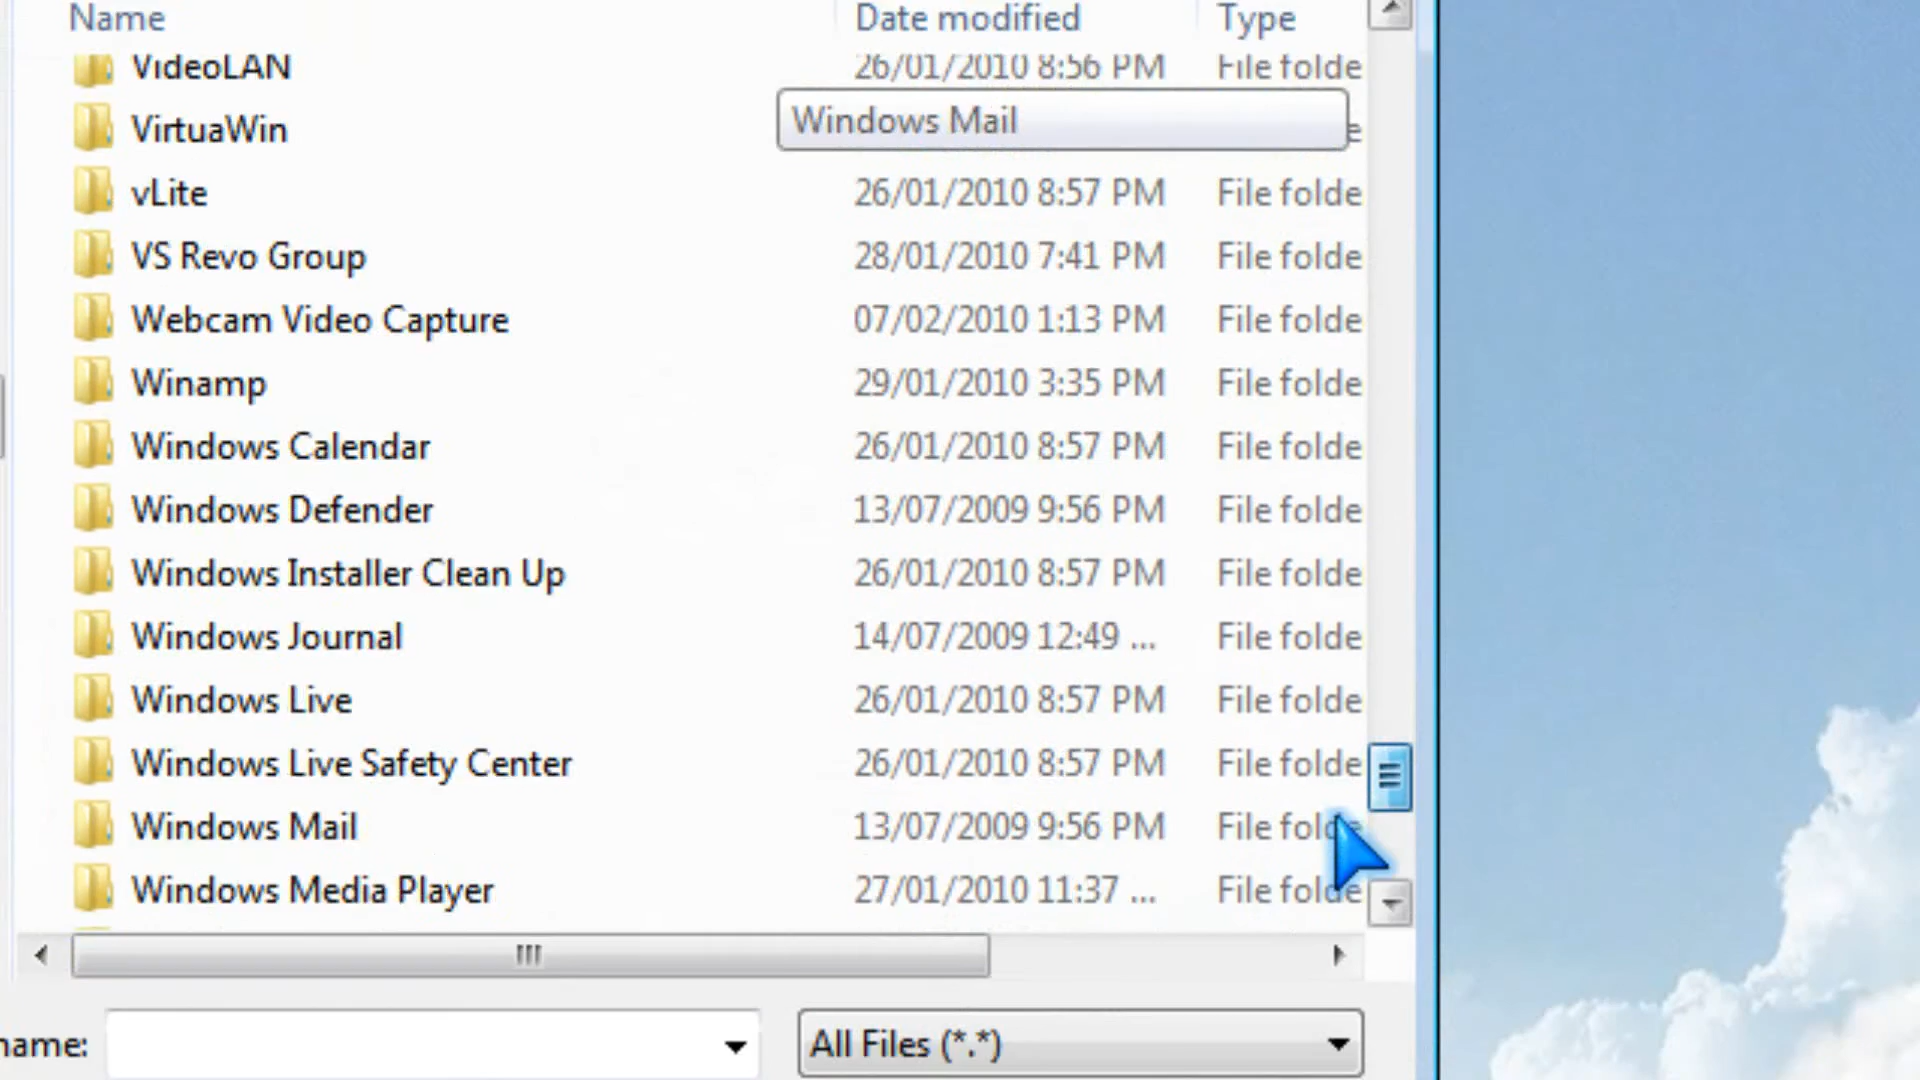 Name Date modified Type
VideoLAN 26/01/2010 8:56 PM File folde
VirtuaWin Windows Mail e
vLite 26/01/2010 8:57 PM File folde
VS Revo Group 28/01/2010 7:41 PM File folde
Webcam Video Capture 07/02/2010 1:13 PM File folde
Winamp 29/01/2010 3:35 PM File folde
Windows Calendar 26/01/2010 8:57 PM File folde
Windows Defender 13/07/2009 9:56 PM File folde
Windows Installer Clean Up 26/01/2010 8:57 PM File folde
Windows Journal 14/07/2009 12:49 ... File folde
Windows Live 26/01/2010 8:57 PM File folde
Windows Live Safety Center 26/01/2010 8:57 PM File folde
Windows Mail 13/07/2009 9:56 PM File folde
Windows Media Player 27/01/2010 11:37 ... File folde
name: All Files (*.*)